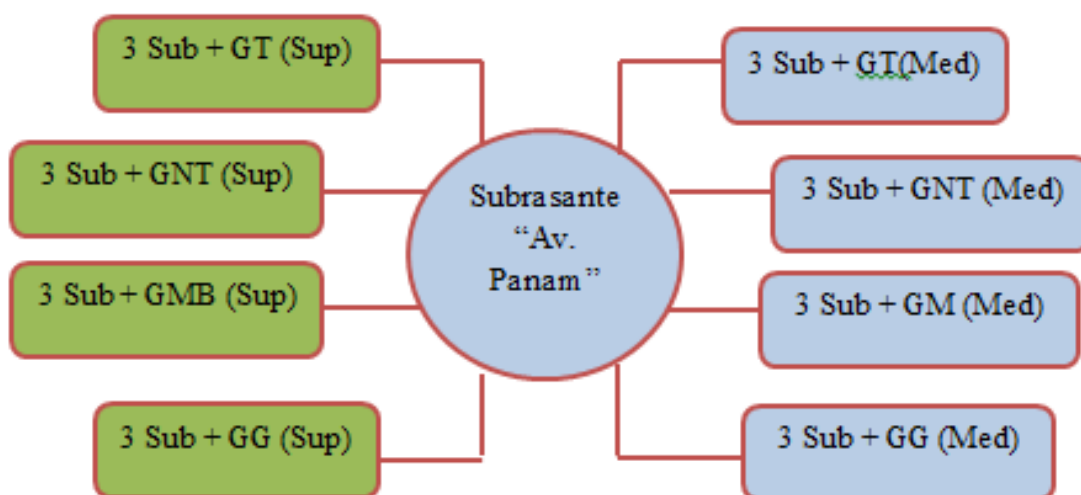 3 Sub + GT (Sup)
3 Sub + GNT (Sup)
3 Sub + GMB (Sup)
3 Sub + GG (Sup)
Subrasante
“Av.
Panam”
3 Sub + GT(Med)
3 Sub + GNT (Med)
3 Sub + GM (Med)
3 Sub + GG (Med)